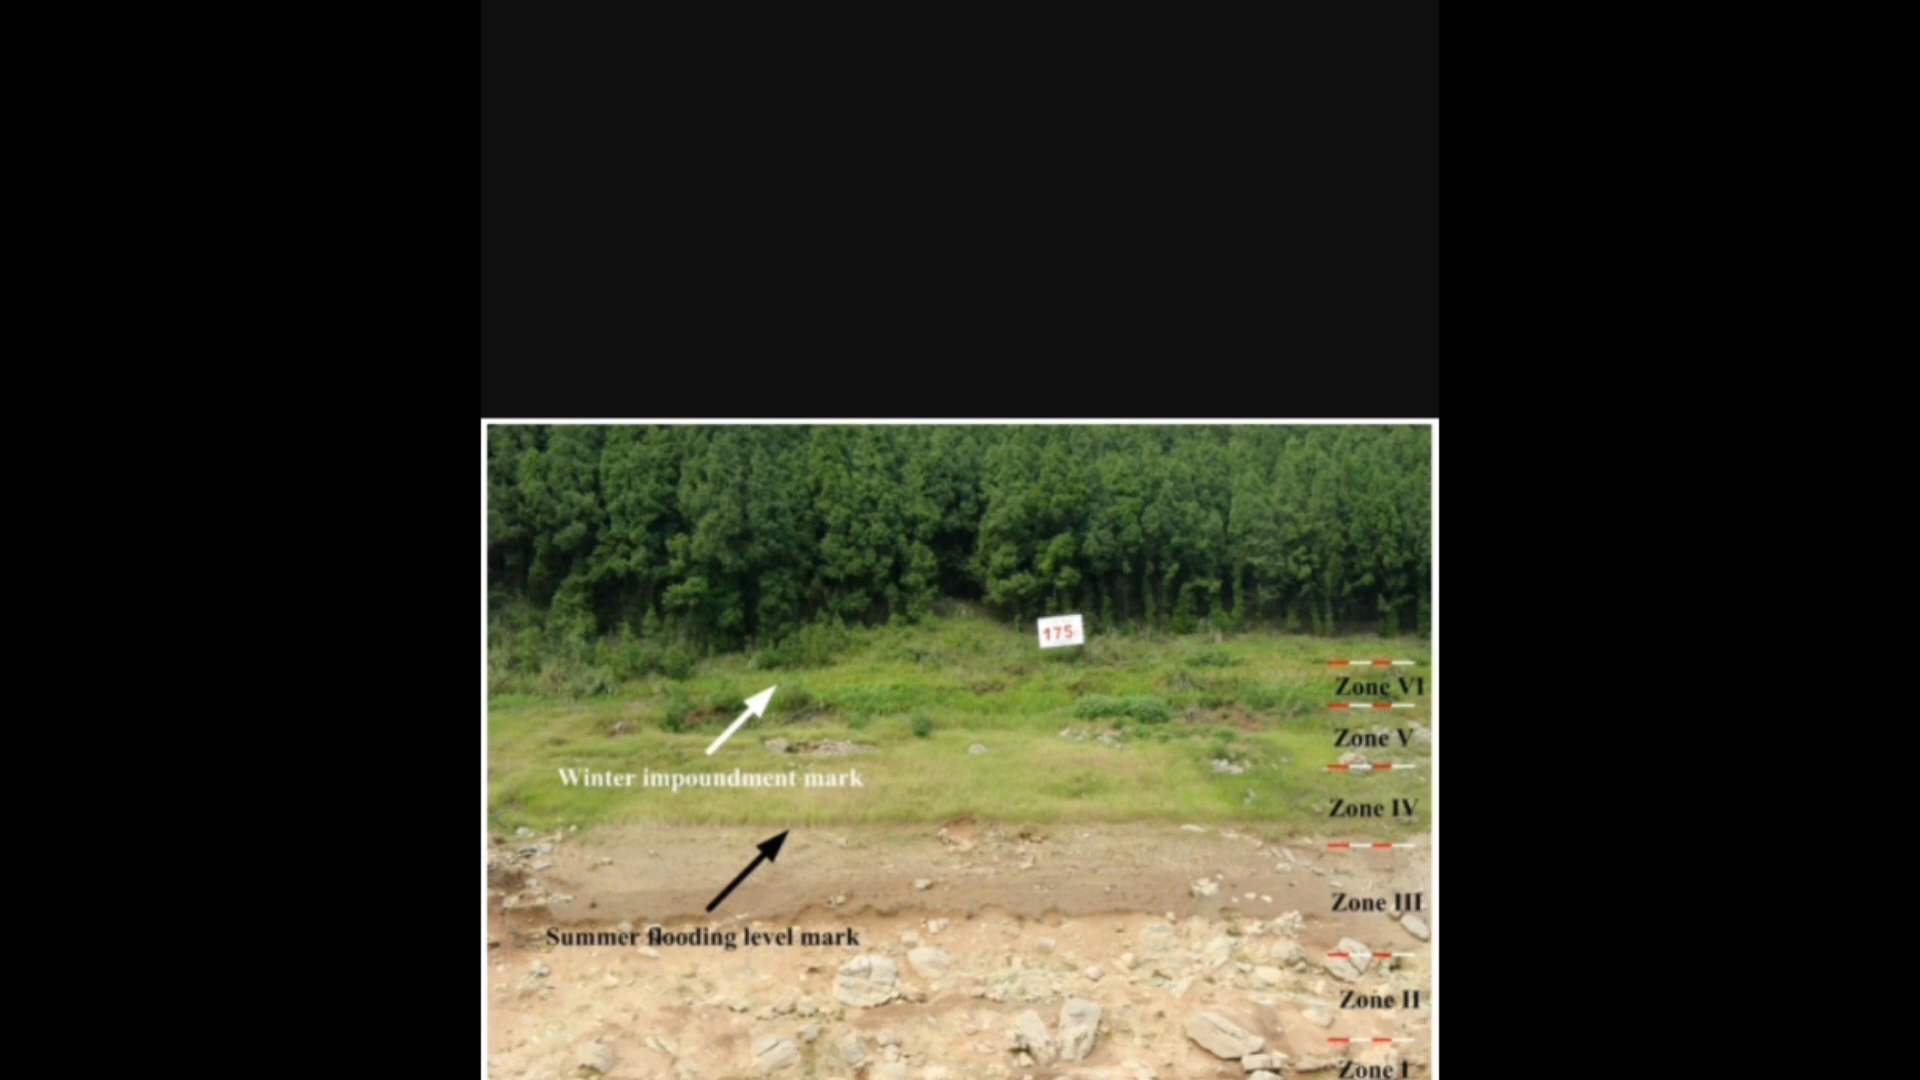 175
Zone VI
Zone V
Winter impoundment mark
Zone IV
Zone III
Summer flooding level mark
Zone II
Zone I